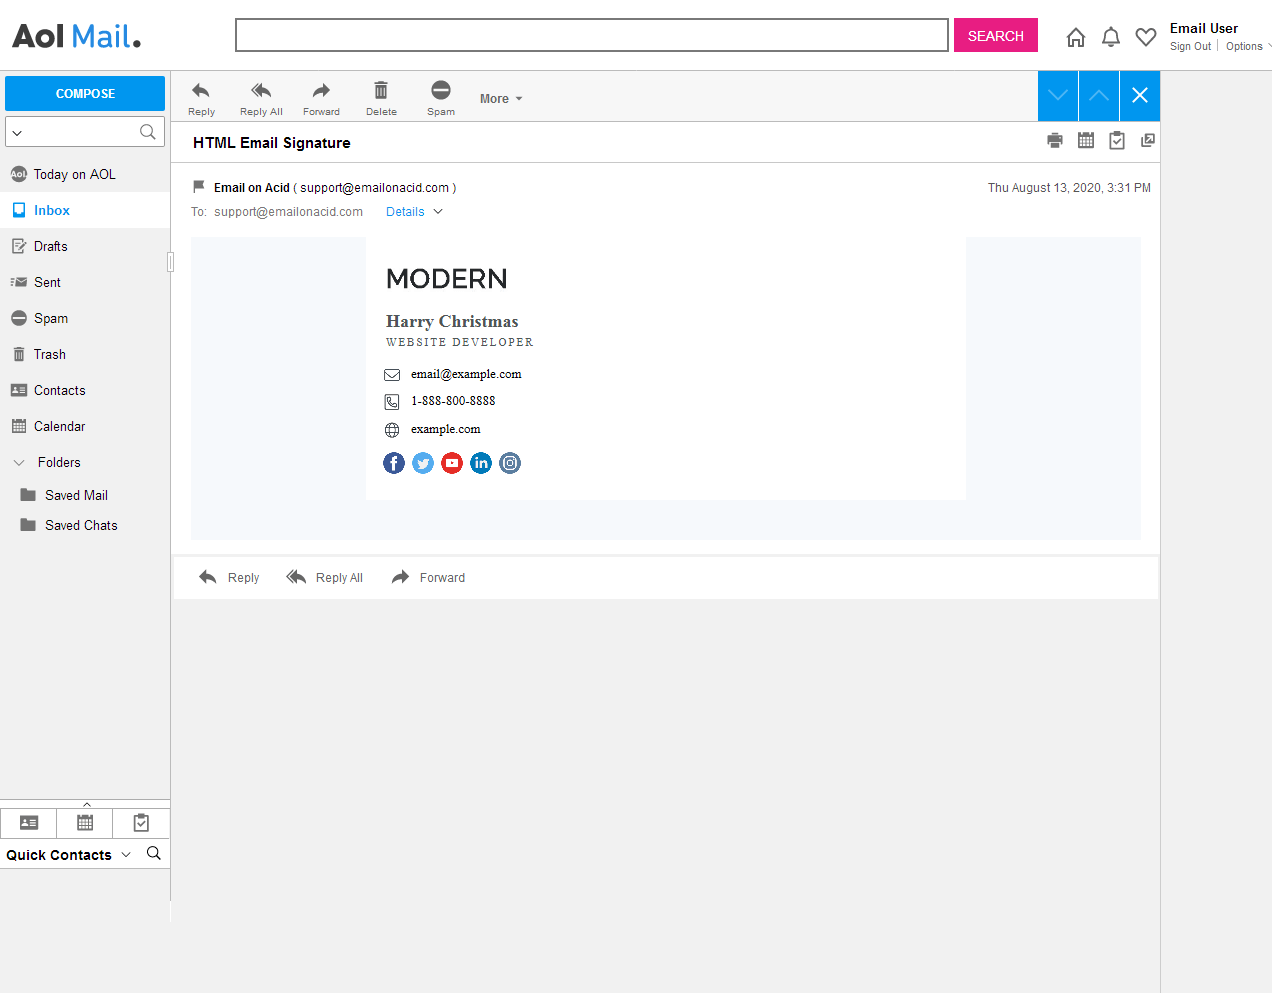 Aol Mail.
SEARCH
Email User
Sign Out
Options
COMPOSE
Reply
Reply All
Forward
Delete
Spam
More
HTML Email Signature
Aol.
Today on AOL
Inbox
Drafts
Sent
Spam
Trash
Contacts
Calendar
Folders
Saved Mail
Saved Chats
Email on Acid ( support@emailonacid.com )
Thu August 13, 2020, 3:31 PM
To: support@emailonacid.com
Details
MODERN
Harry Christmas
WEBSITE DEVELOPER
email@example.com
1-888-800-8888
example.com
Reply
Reply All
Forward
Quick Contacts